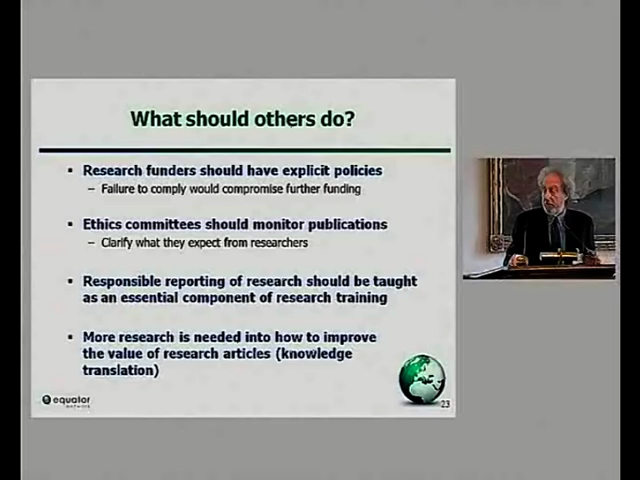 What should others do?
Research funders should have explicit policies
– Failure to comply would compromise further funding
Ethics committees should monitor publications
– Clarify what they expect from researchers
Responsible reporting of research should be taught
as an essential component of research training
More research is needed into how to improve
the value of research articles (knowledge
translation)
equator
NETWORK
23